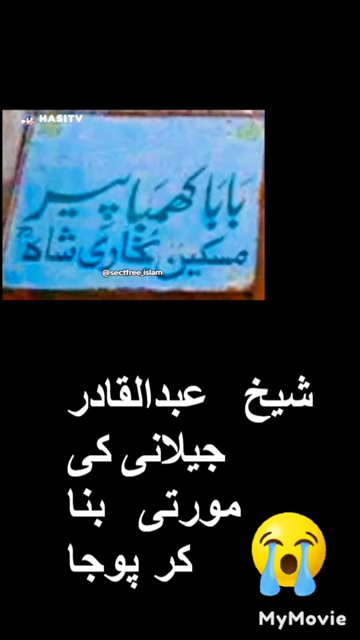 HASITV
بابا کھمبا پیر
مسکین بخاری شاہ
@sectfree_islam
شیخ عبدالقادر
جیلانی کی
مورتی بنا
کر پوجا
MyMovie